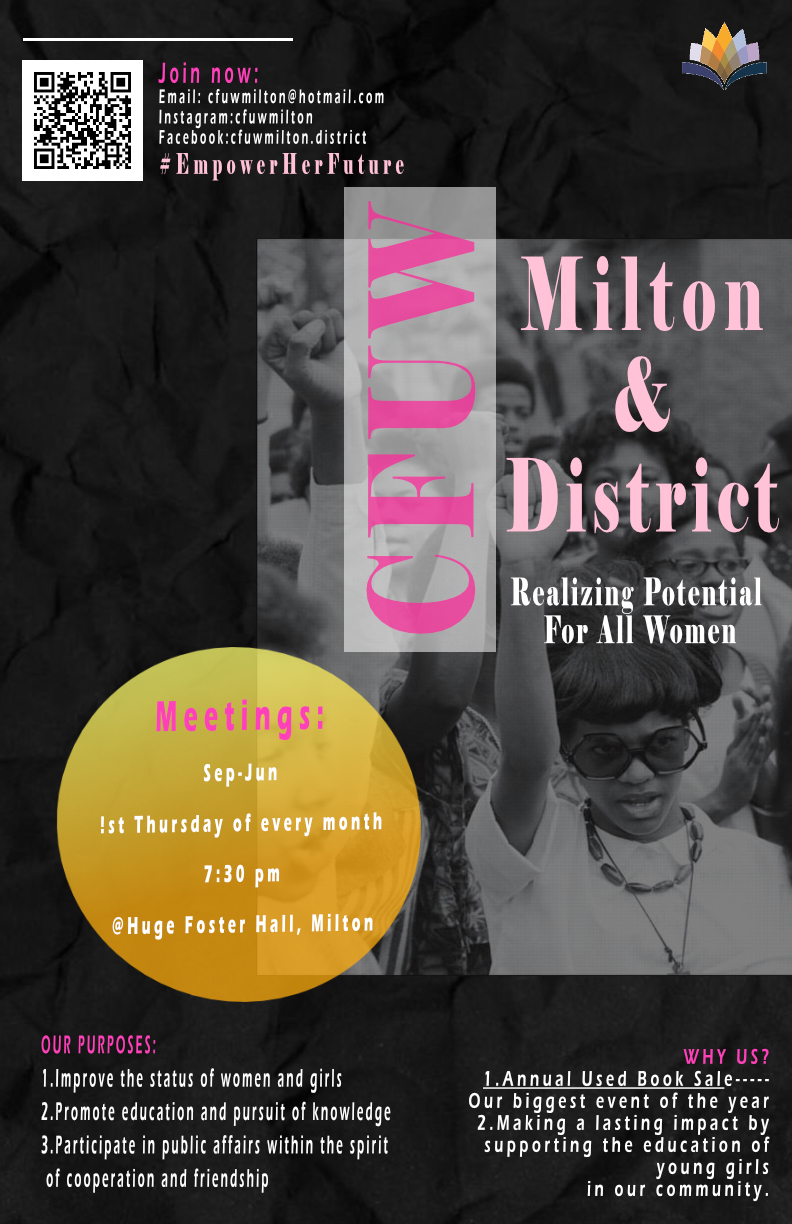 Join now:
Email: cfuwmilton@hotmail.com
Instagram:cfuwmilton
Facebook:cfuwmilton.district
#EmpowerHerFuture
CFUW
Milton
&
District
Realizing Potential
For All Women
Meetings:
Sep-Jun
!st Thursday of every month
7:30 pm
@Huge Foster Hall, Milton
OUR PURPOSES:
1.Improve the status of women and girls
2.Promote education and pursuit of knowledge
3.Participate in public affairs within the spirit
of cooperation and friendship
WHY US?
1.Annual Used Book Sale-----
Our biggest event of the year
2.Making a lasting impact by
supporting the education of
young girls
in our community.